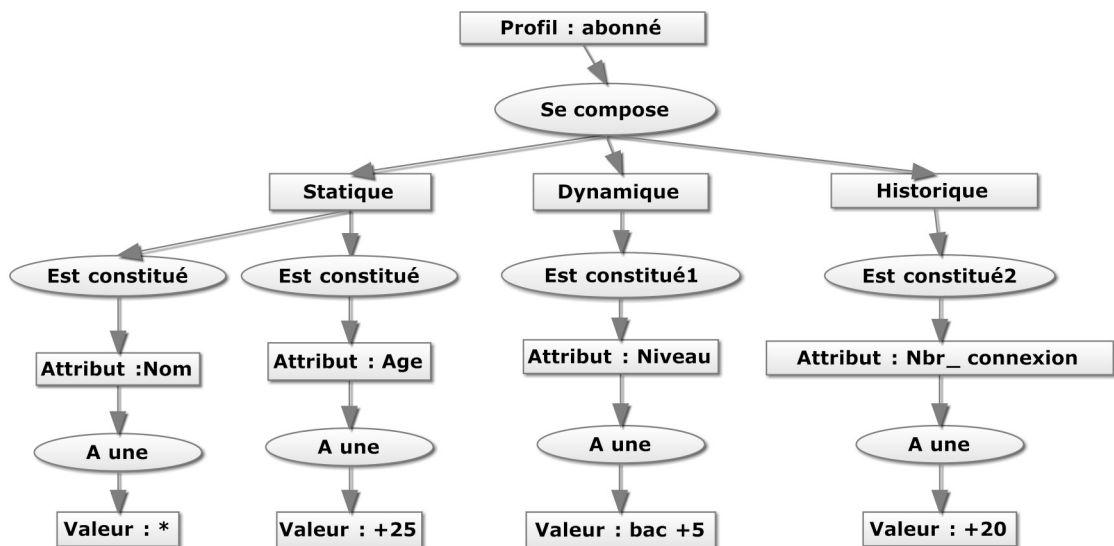 Profil : abonné
Se compose
Statique
Dynamique
Historique
Est constitué
Est constitué
Est constitué1
Est constitué2
Attribut :Nom
Attribut : Age
Attribut : Niveau
Attribut : Nbr_ connexion
A une
A une
A une
A une
Valeur : *
Valeur : +25
Valeur : bac +5
Valeur : +20